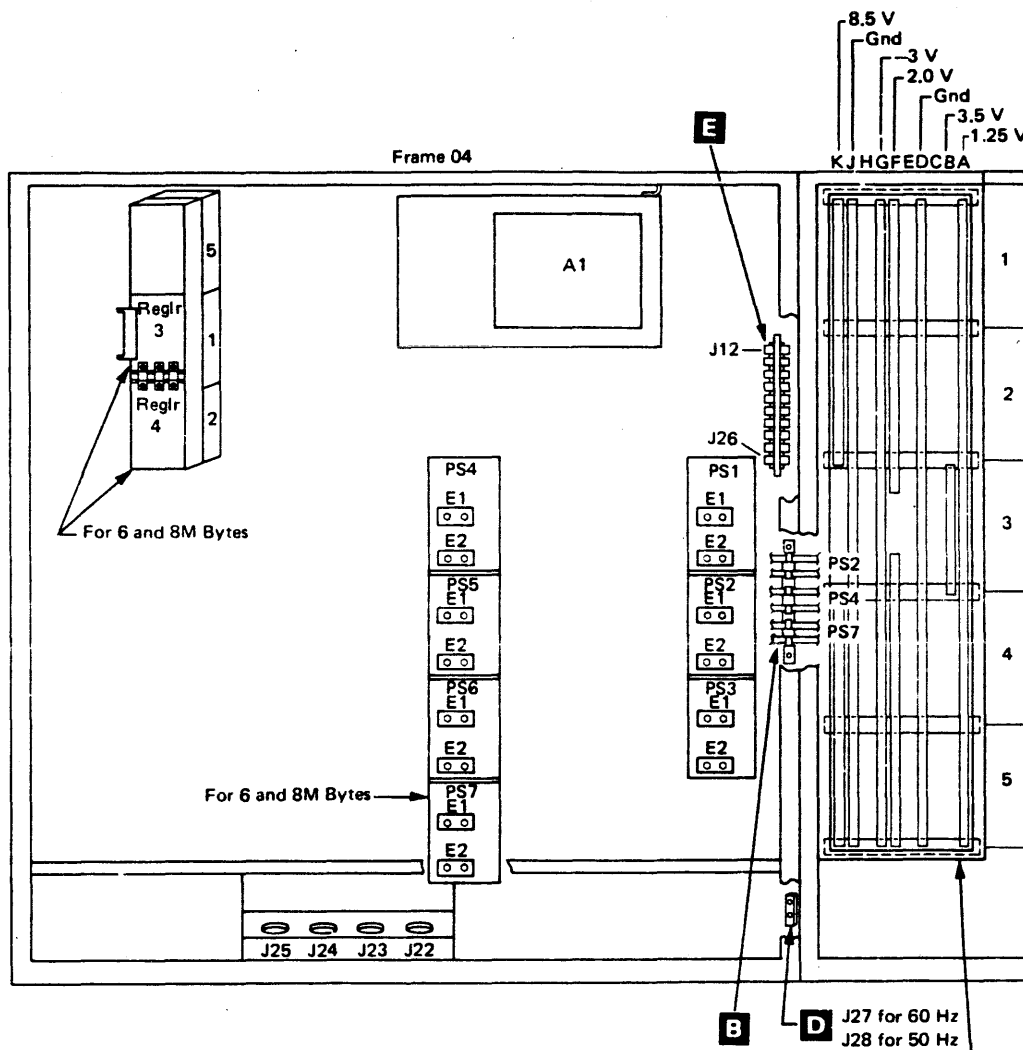 8.5 V
Gnd
-3 V
2.0 V
Gnd
3.5 V
1.25 V
K J H G F E D C B A
E
Frame 04
A1
5
Reglr
3
1
Reglr
4
2
For 6 and 8M Bytes
J12
J26
1
2
3
4
5
PS4
E1
E2
PS5
E1
E2
PS6
E1
E2
For 6 and 8M Bytes
PS7
E1
E2
PS1
E1
E2
PS2
E1
E2
PS3
E1
E2
PS2
PS4
PS7
J25 J24 J23 J22
B
D
J27 for 60 Hz
J28 for 50 Hz